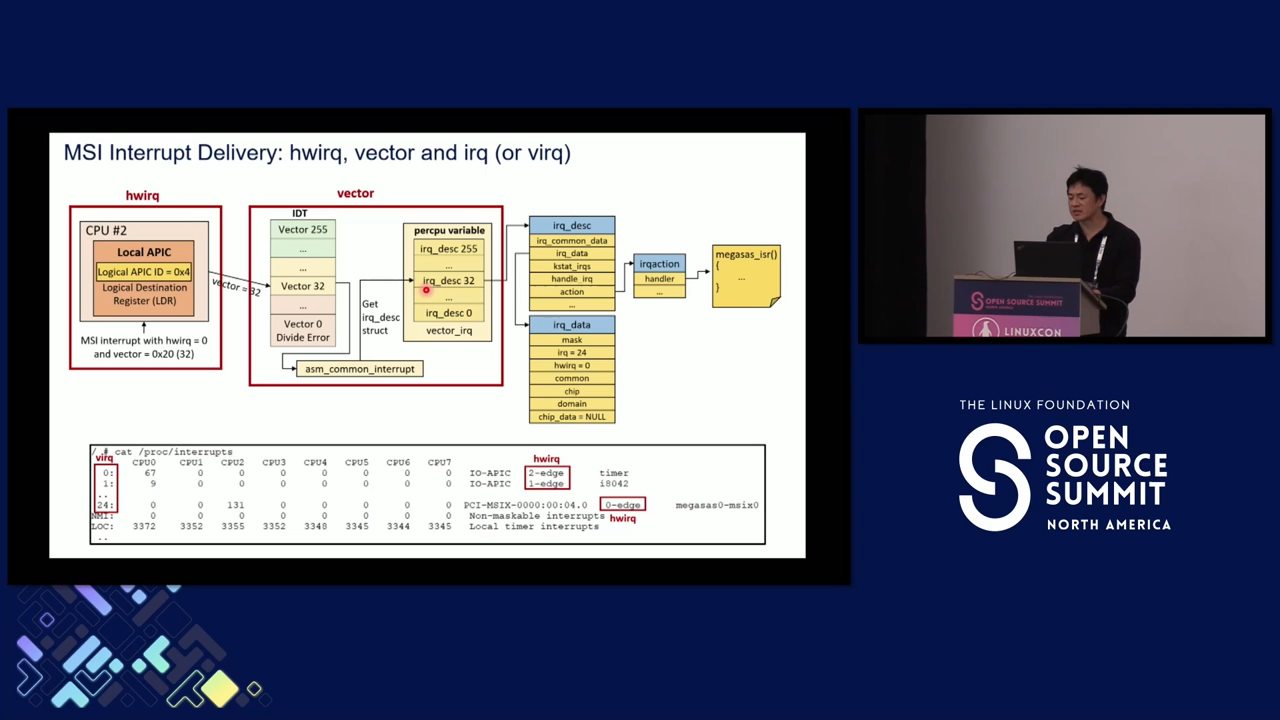 MSI Interrupt Delivery: hwirq, vector and irq (or virq)
hwirq
CPU #2
Local APIC
Logical APIC ID = 0x4
Logical Destination
Register (LDR)
MSI interrupt with hwirq = 0
and vector = 0x20 (32)
vector = 32
vector
IDT
Vector 255
...
...
Vector 32
...
Vector 0
Divide Error
asm_common_interrupt
Get
irq_desc
struct
percpu variable
irq_desc 255
...
irq_desc 32
...
irq_desc 0
vector_irq
irq_desc
irq_common_data
irq_data
kstat_irqs
handle_irq
action
...
irq_data
mask
irq = 24
hwirq = 0
common
chip
domain
chip_data = NULL
irqaction
handler
...
megasas_isr()
{
...
}
/ # cat /proc/interrupts
virq
hwirq
CPU0 CPU1 CPU2 CPU3 CPU4 CPU5 CPU6 CPU7
0: 67 0 0 0 0 0 0 0 IO-APIC 2-edge timer
1: 9 0 0 0 0 0 0 0 IO-APIC 1-edge i8042
..
24: 0 0 131 0 0 0 0 0 PCI-MSIX-0000:00:04.0 0-edge megasas0-msix0
NMI: 0 0 0 0 0 0 0 0 Non-maskable interrupts
hwirq
LOC: 3372 3352 3355 3352 3348 3345 3344 3345 Local timer interrupts
..
OPEN SOURCE SUMMIT
LINUXCON
THE LINUX FOUNDATION
OPEN
SOURCE
SUMMIT
NORTH AMERICA